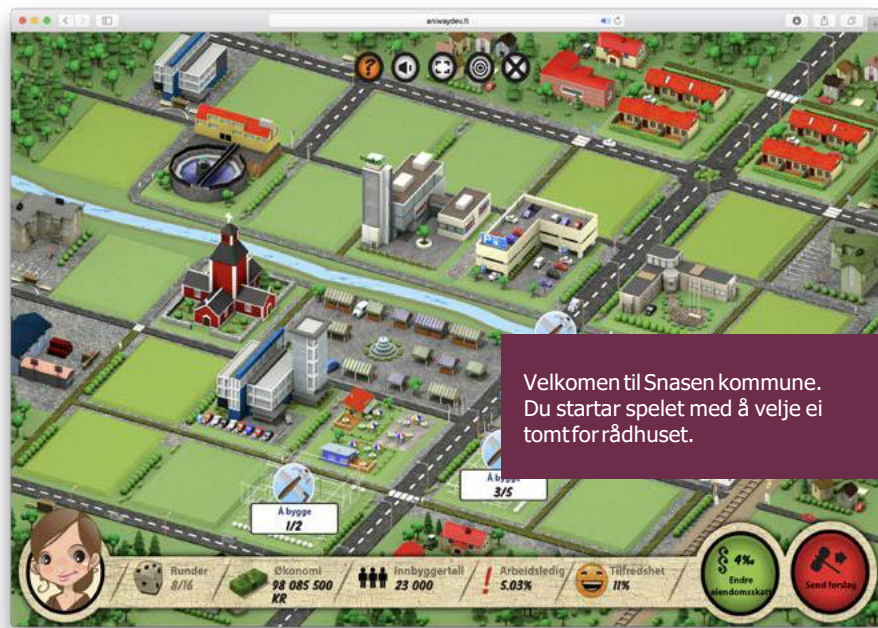 aniwaydev.fi
?
P
Velkomen til Snasen kommune.
Du startar spelet med å velje ei
tomt for rådhuset.
Å bygge
3/5
Å bygge
1/2
Runder
8/16
Økonomi
98 085 500
KR
Innbyggertall
23 000
Arbeidsledig
5.03%
Tilfredshet
11%
§ 4‰
Endre
eiendomsskatt
Send forslag